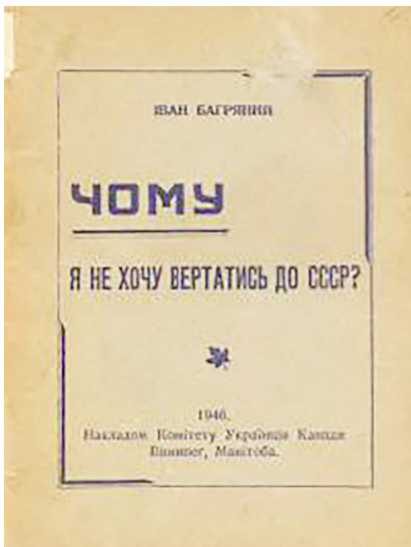 ІВАН БАГРЯНИЙ
ЧОМУ
Я НЕ ХОЧУ ВЕРТАТИСЬ ДО СССР?
1946.
Накладом Комітету Українців Канади
Вінніпег, Манітоба.